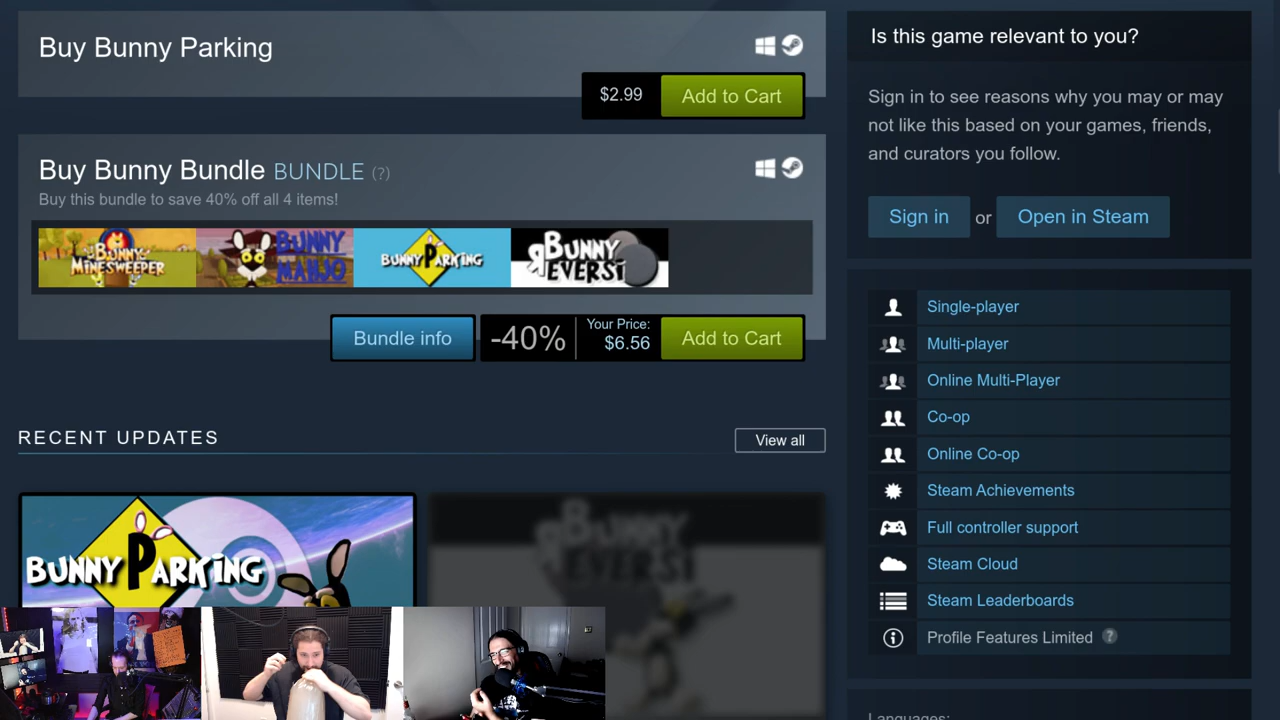 Buy Bunny Parking
$2.99
Add to Cart
Buy Bunny Bundle BUNDLE (?)
Buy this bundle to save 40% off all 4 items!
BUNNY
MINESWEEPER
BUNNY
MAHJO
BUNNY PARKING
BUNNY
REVERSI
Bundle info
-40%
Your Price:
$6.56
Add to Cart
RECENT UPDATES
View all
BUNNY PARKING
BUNNY
REVERSI
Is this game relevant to you?
Sign in to see reasons why you may or may
not like this based on your games, friends,
and curators you follow.
Sign in or Open in Steam
Single-player
Multi-player
Online Multi-Player
Co-op
Online Co-op
Steam Achievements
Full controller support
Steam Cloud
Steam Leaderboards
Profile Features Limited ?
Languages: